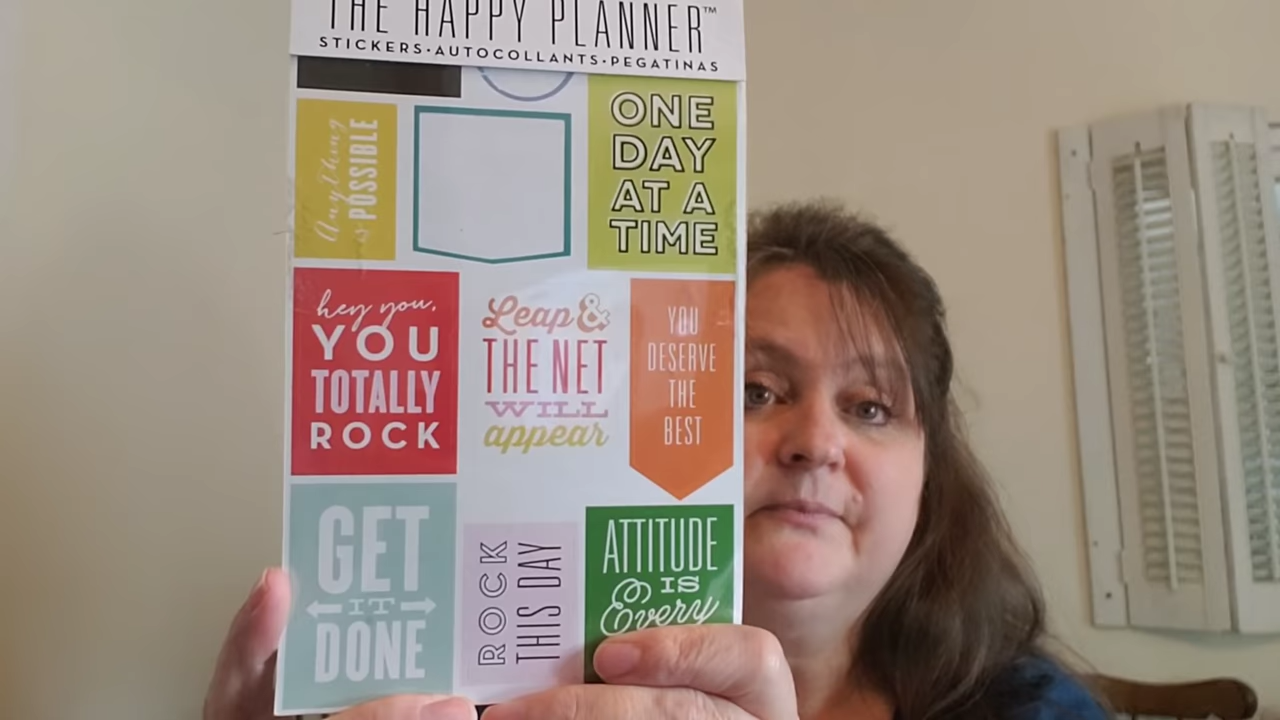 THE HAPPY PLANNER™
STICKERS•AUTOCOLLANTS•PEGATINAS
Anything
is POSSIBLE
ONE
DAY
AT A
TIME
hey you,
YOU
TOTALLY
ROCK
Leap &
THE NET
WILL
appear
YOU
DESERVE
THE
BEST
GET
IT
DONE
ROCK
THIS DAY
ATTITUDE
IS
Every